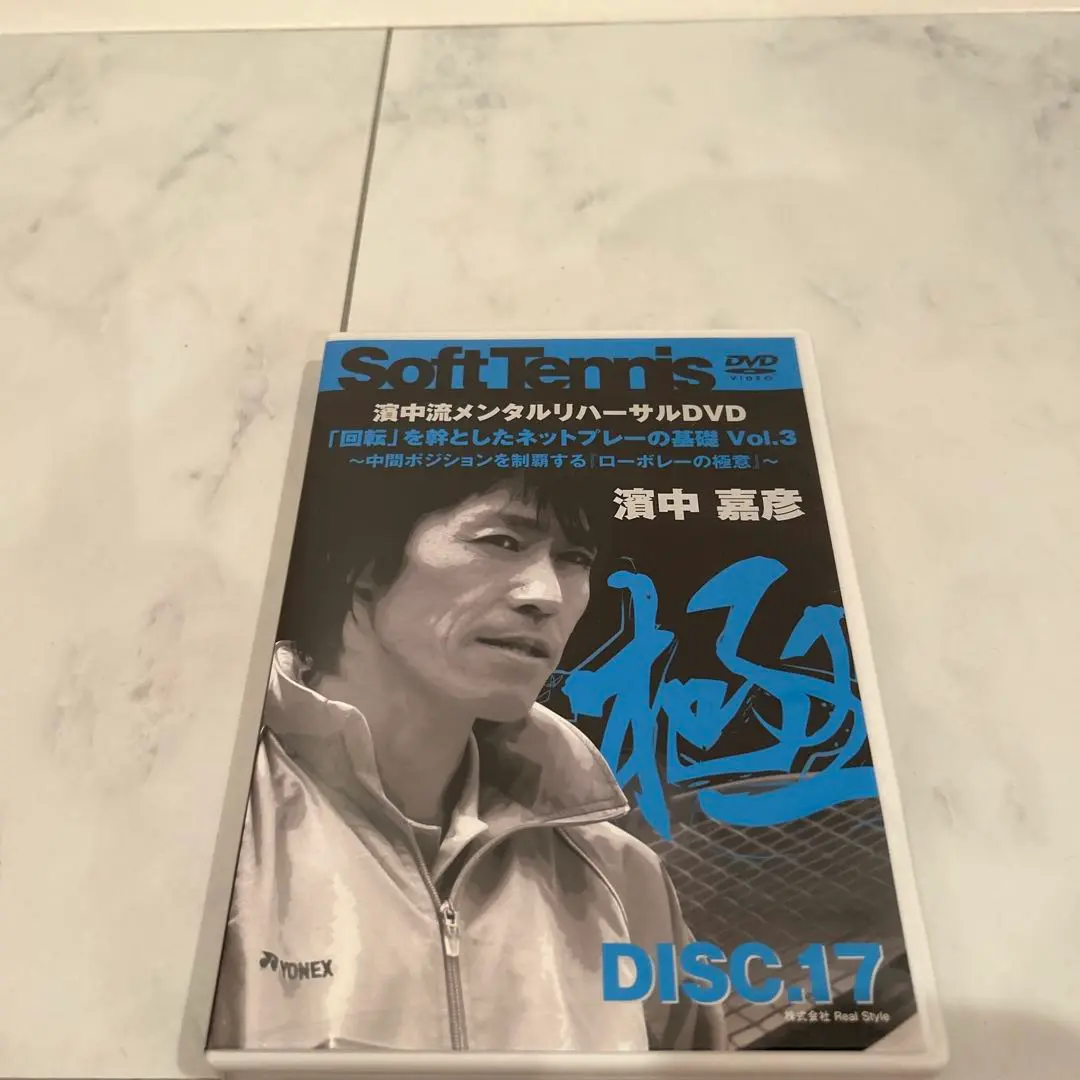 Soft Tennis
DVD
VIDEO
濱中流メンタルリハーサルDVD
「回転」を幹としたネットプレーの基礎 Vol.3
～中間ポジションを制覇する『ローボレーの極意』～
濱中 嘉彦
極
YONEX
DISC.17
株式会社 Real Style